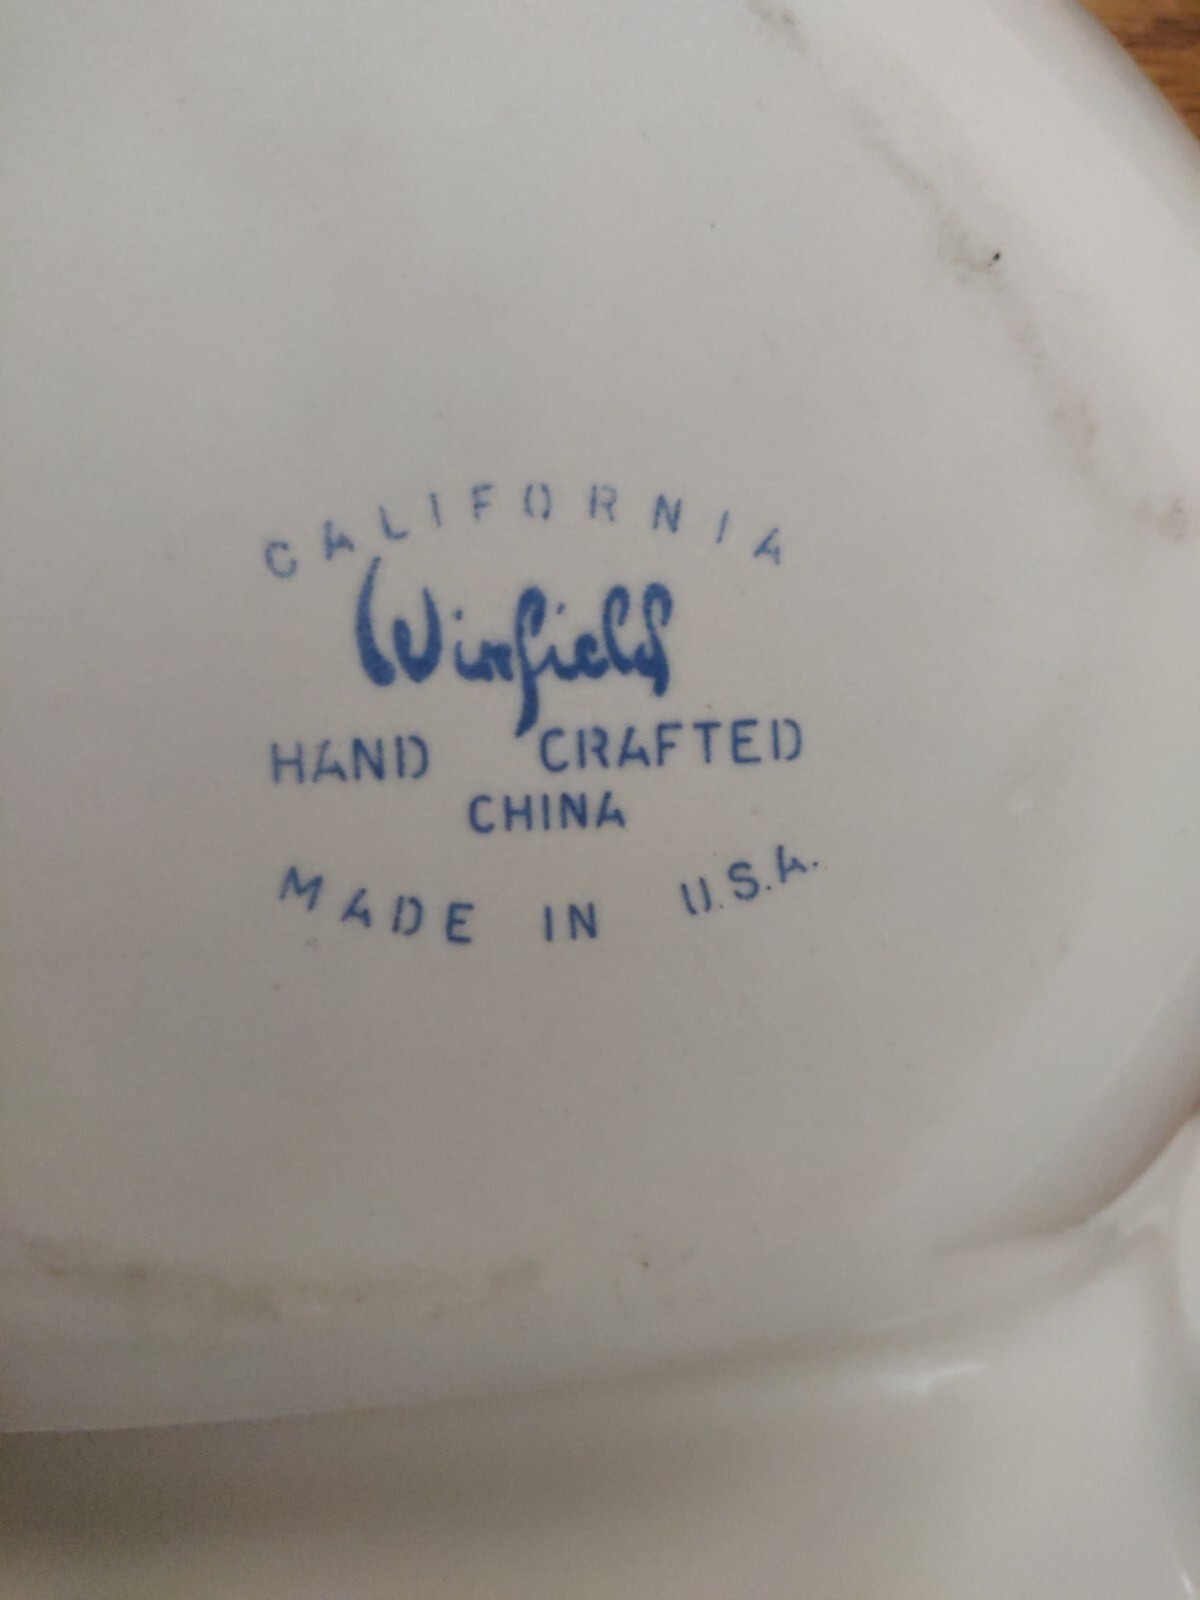 CALIFORNIA
Winfield
HAND CRAFTED
CHINA
MADE IN U.S.A.